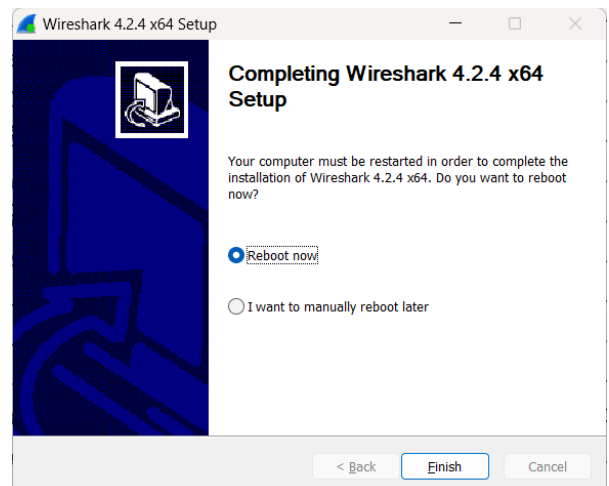 Wireshark 4.2.4 x64 Setup
Completing Wireshark 4.2.4 x64
Setup
Your computer must be restarted in order to complete the
installation of Wireshark 4.2.4 x64. Do you want to reboot
now?
Reboot now
I want to manually reboot later
< Back
Finish
Cancel